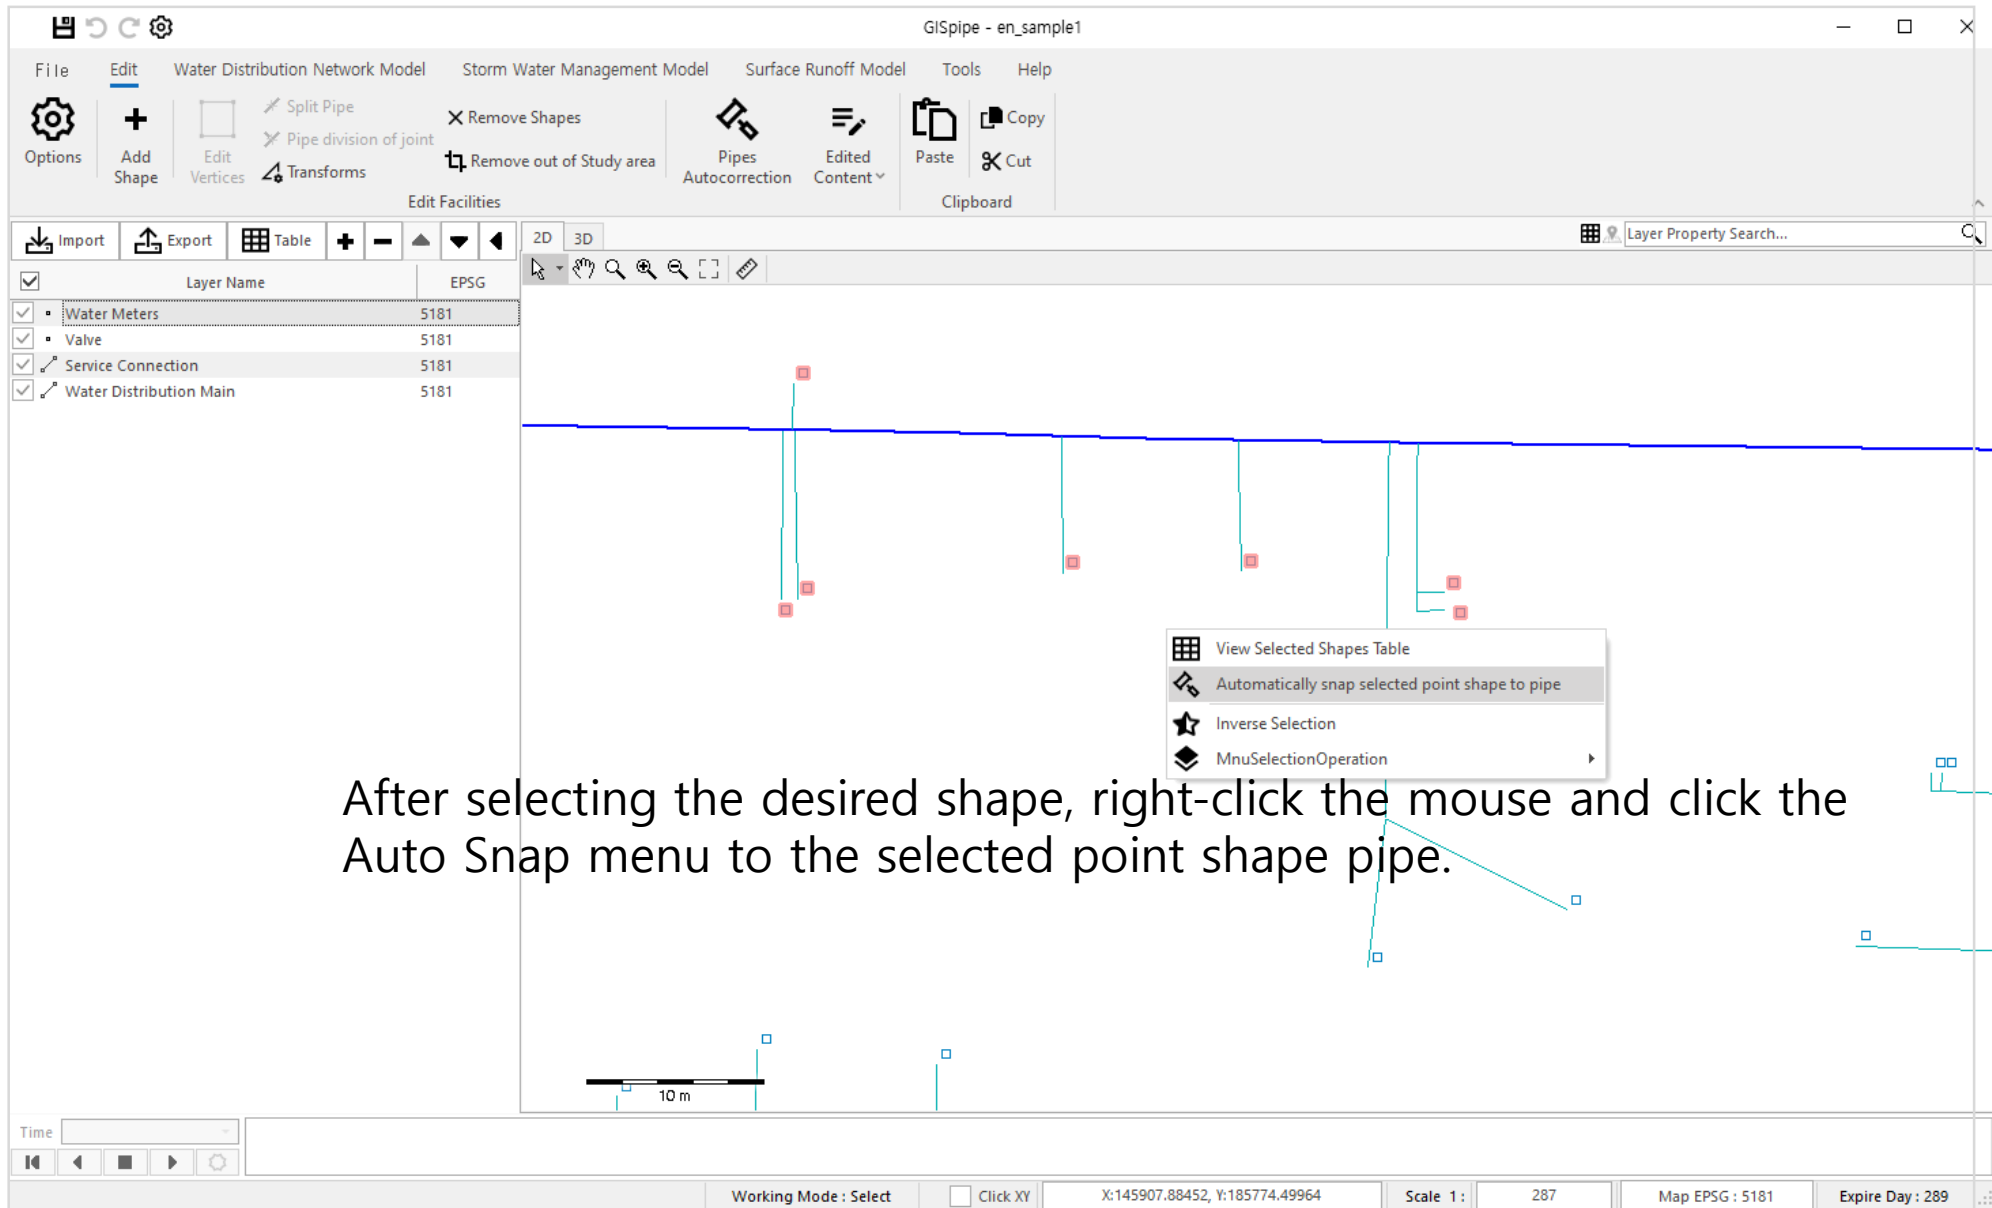 GISpipe - en_sample1
File Edit Water Distribution Network Model Storm Water Management Model Surface Runoff Model Tools Help
Options
Add Shape
Edit Vertices
Split Pipe
Pipe division of joint
Transforms
Remove Shapes
Remove out of Study area
Pipes Autocorrection
Edited Content
Paste
Copy
Cut
Edit Facilities
Clipboard
Import Export Table
2D 3D
Layer Property Search...
Layer Name EPSG
Water Meters 5181
Valve 5181
Service Connection 5181
Water Distribution Main 5181
View Selected Shapes Table
Automatically snap selected point shape to pipe
Inverse Selection
MnuSelectionOperation
After selecting the desired shape, right-click the mouse and click the
Auto Snap menu to the selected point shape pipe.
10 m
Time
Working Mode : Select Click XY X:145907.88452, Y:185774.49964 Scale 1 : 287 Map EPSG : 5181 Expire Day : 289